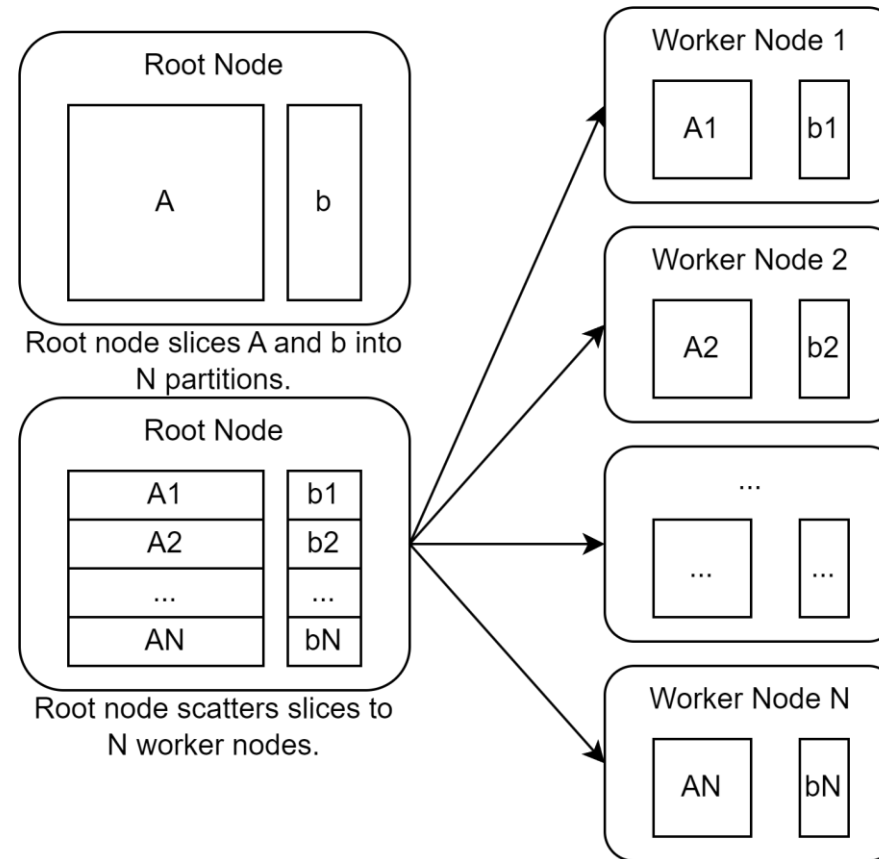 Root Node
A
b
Root node slices A and b into
N partitions.
Root Node
A1
b1
A2
b2
...
...
AN
bN
Root node scatters slices to
N worker nodes.
Worker Node 1
A1
b1
Worker Node 2
A2
b2
...
...
...
Worker Node N
AN
bN